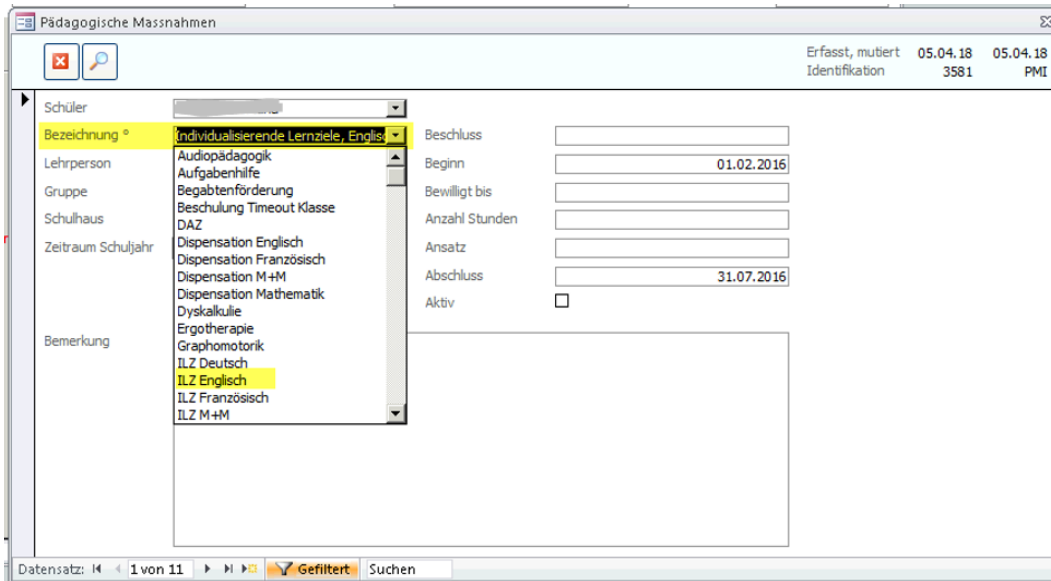 Pädagogische Massnahmen
Erfasst, mutiert 05.04.18 05.04.18
Identifikation 3581 PMI
Schüler
Bezeichnung ° Individualisierende Lernziele, Englisc
Audiopädagogik
Aufgabenhilfe
Begabtenförderung
Beschulung Timeout Klasse
DAZ
Dispensation Englisch
Dispensation Französisch
Dispensation M+M
Dispensation Mathematik
Dyskalkulie
Ergotherapie
Graphomotorik
ILZ Deutsch
ILZ Englisch
ILZ Französisch
ILZ M+M
Lehrperson
Gruppe
Schulhaus
Zeitraum Schuljahr
Beschluss
Beginn 01.02.2016
Bewilligt bis
Anzahl Stunden
Ansatz
Abschluss 31.07.2016
Aktiv
Bemerkung
Datensatz: 1 von 11 Gefiltert Suchen